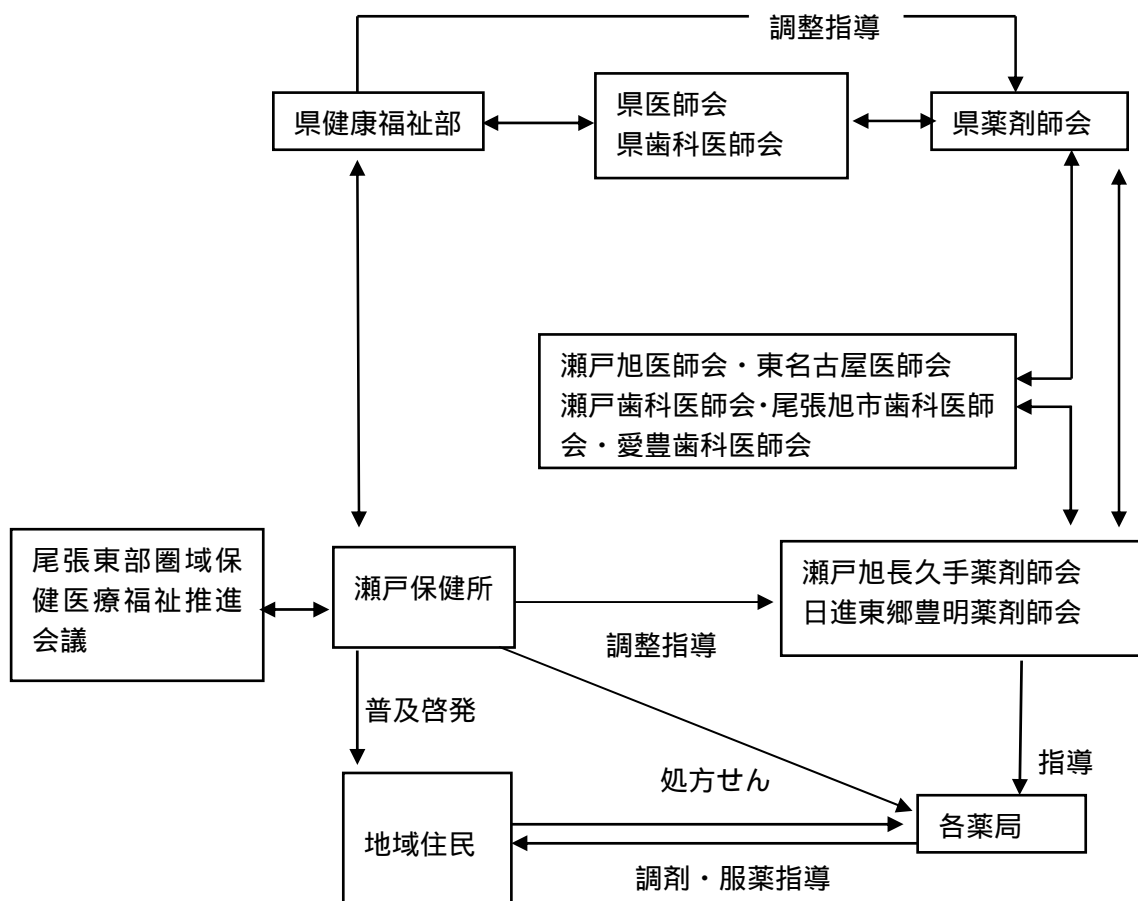 調整指導
県健康福祉部
県医師会
県歯科医師会
県薬剤師会
瀬戸旭医師会・東名古屋医師会
瀬戸歯科医師会・尾張旭市歯科医師
会・愛豊歯科医師会
尾張東部圏域保
健医療福祉推進
会議
瀬戸保健所
瀬戸旭長久手薬剤師会
日進東郷豊明薬剤師会
調整指導
普及啓発
処方せん
指導
地域住民
各薬局
調剤・服薬指導